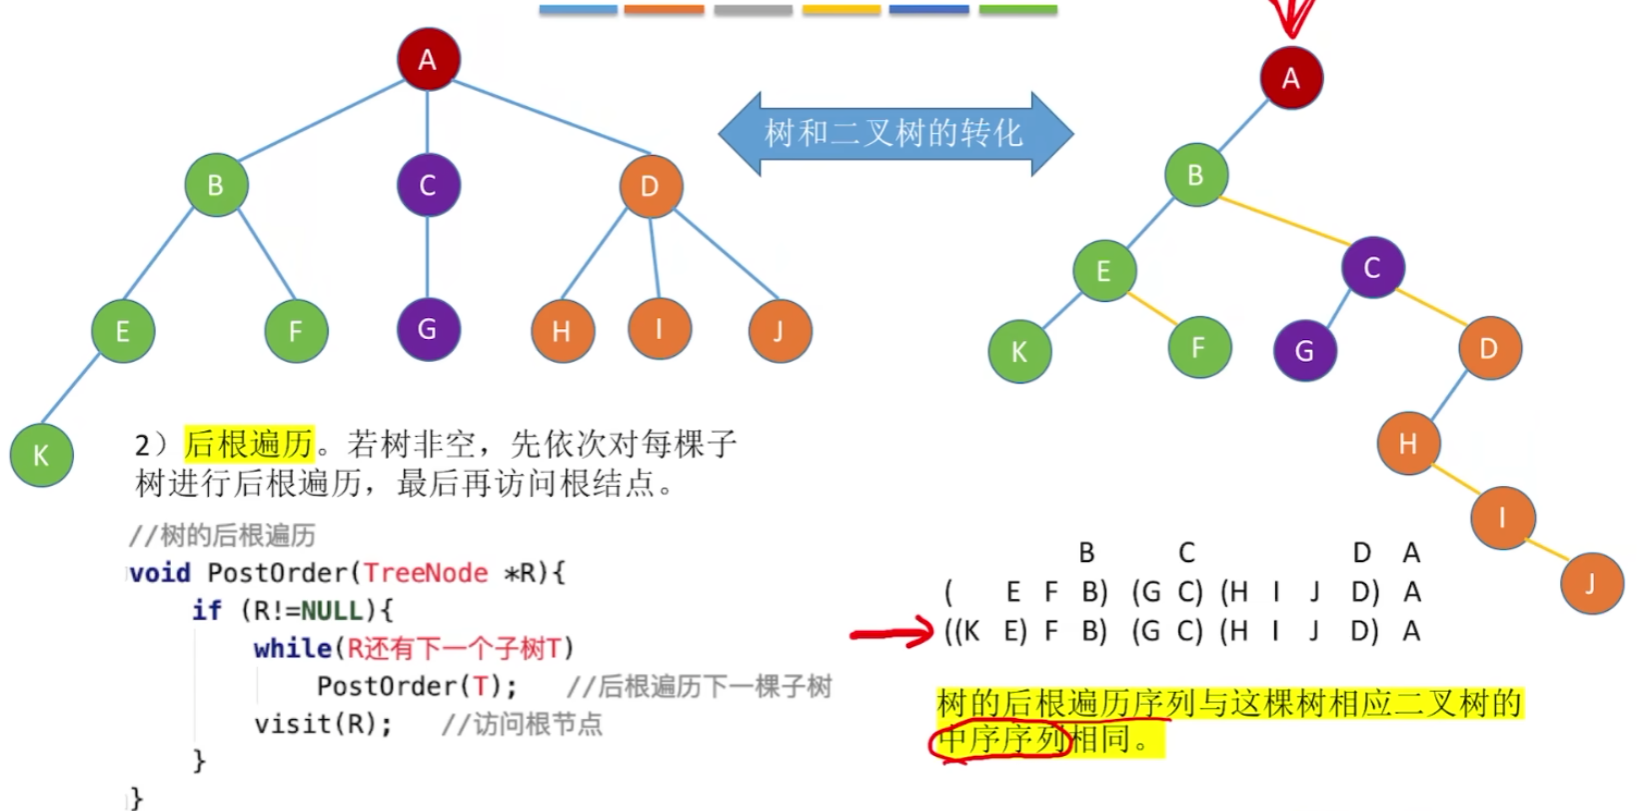 A
树和二叉树的转化
A
B
C
D
B
E
C
E
F
G
H
I
J
K
F
G
D
K
H
I
J
2）后根遍历。若树非空，先依次对每棵子
树进行后根遍历，最后再访问根结点。
//树的后根遍历
void PostOrder(TreeNode *R){
if (R!=NULL){
while(R还有下一个子树T)
PostOrder(T); //后根遍历下一棵子树
visit(R); //访问根节点
}
}
B C D A
( E F B) (G C) (H I J D) A
((K E) F B) (G C) (H I J D) A
树的后根遍历序列与这棵树相应二叉树的
中序序列相同。